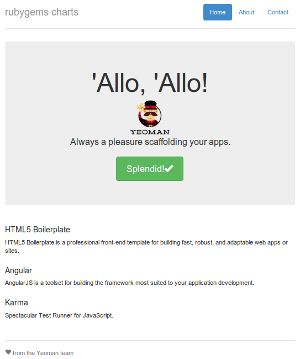 rubygems charts
Home About Contact
'Allo, 'Allo!
YEOMAN
Always a pleasure scaffolding your apps.
Splendid!
HTML5 Boilerplate
HTML5 Boilerplate is a professional front-end template for building fast, robust, and adaptable web apps or
sites.
Angular
AngularJS is a toolset for building the framework most suited to your application development.
Karma
Spectacular Test Runner for JavaScript.
from the Yeoman team